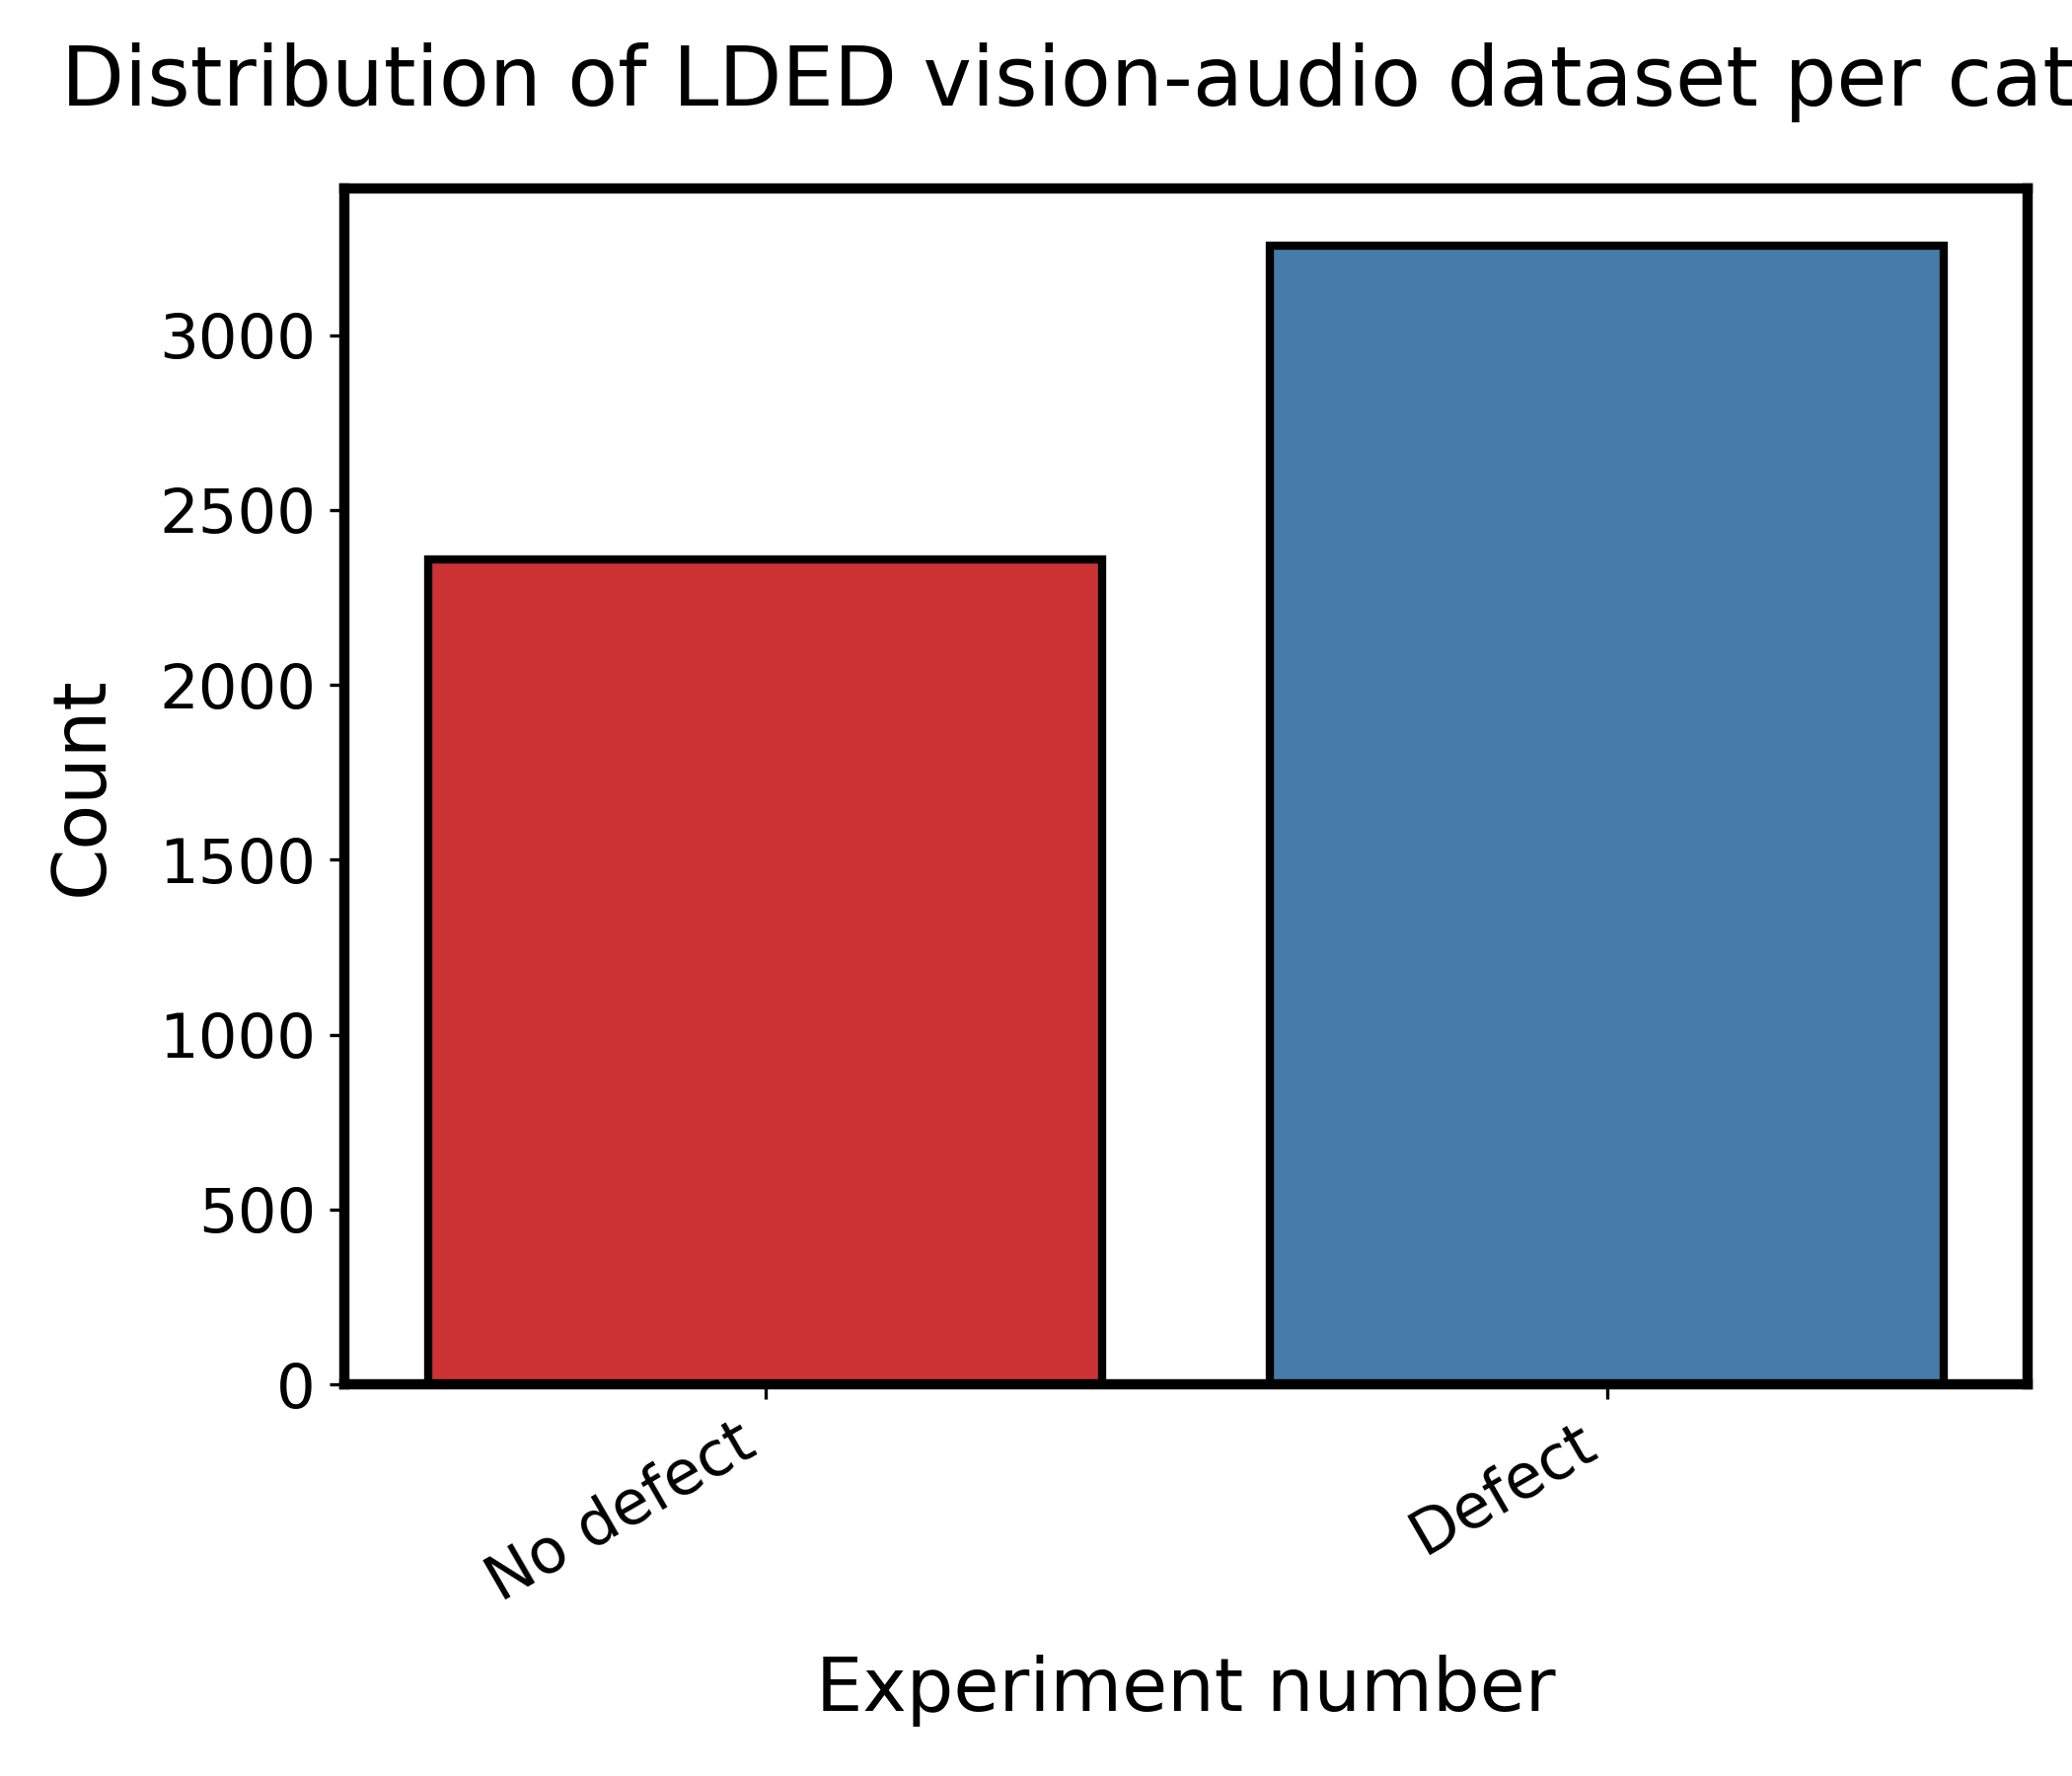 Distribution of LDED vision-audio dataset per cat
3000
2500
2000
1500
1000
500
0
Count
No defect
Defect
Experiment number